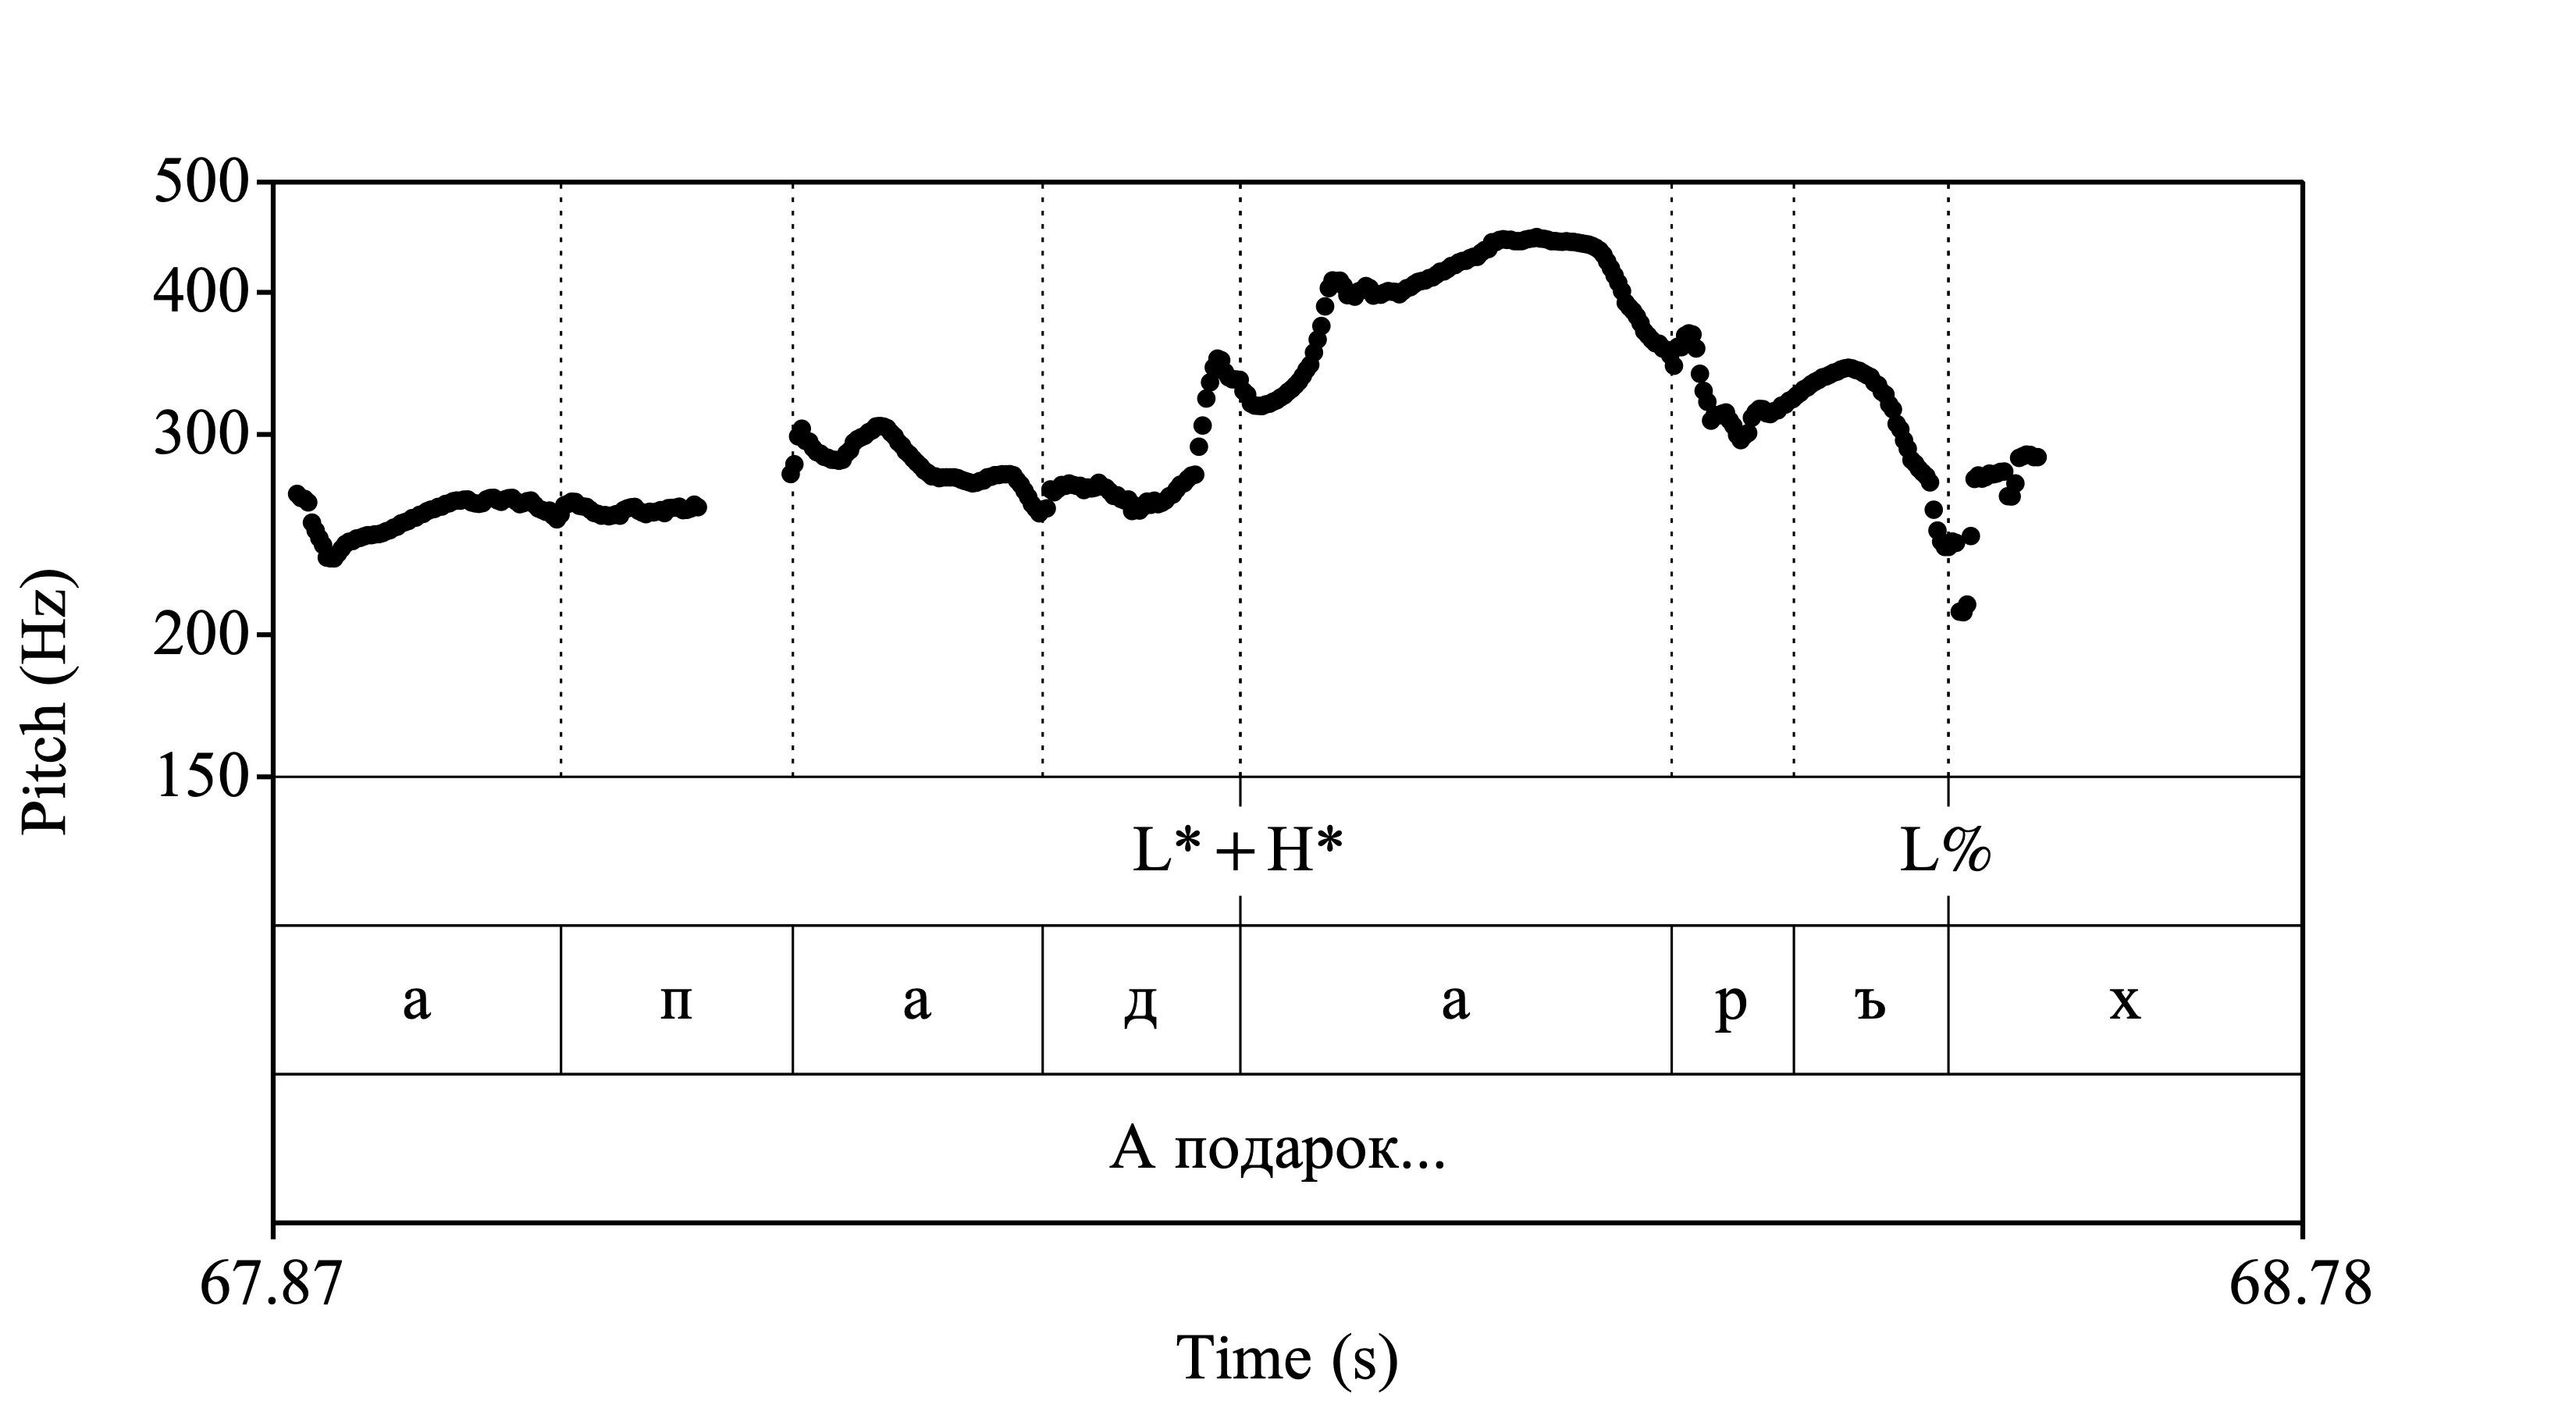 500
400
300
200
150
Pitch (Hz)
L*+H* L%
а п а д а р ъ х
А подарок...
67.87 68.78
Time (s)